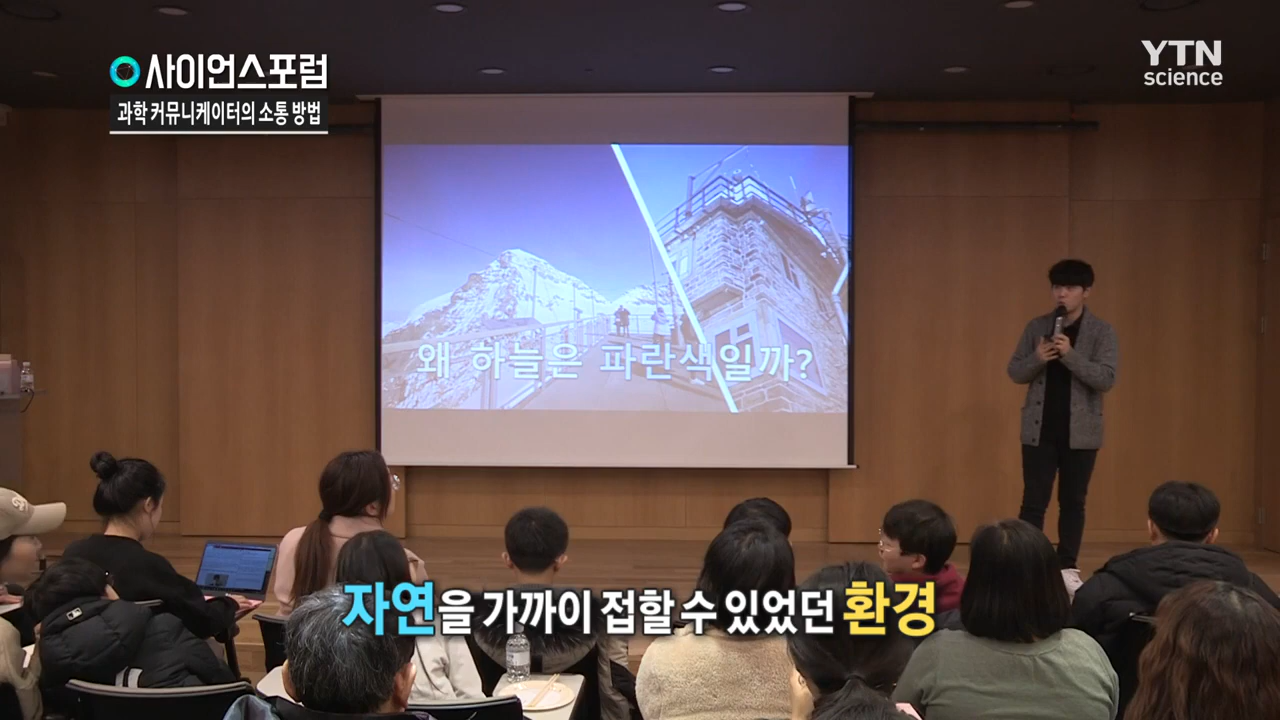 사이언스포럼
과학 커뮤니케이터의 소통 방법
YTN
science
왜 하늘은 파란색일까?
자연을 가까이 접할 수 있었던 환경